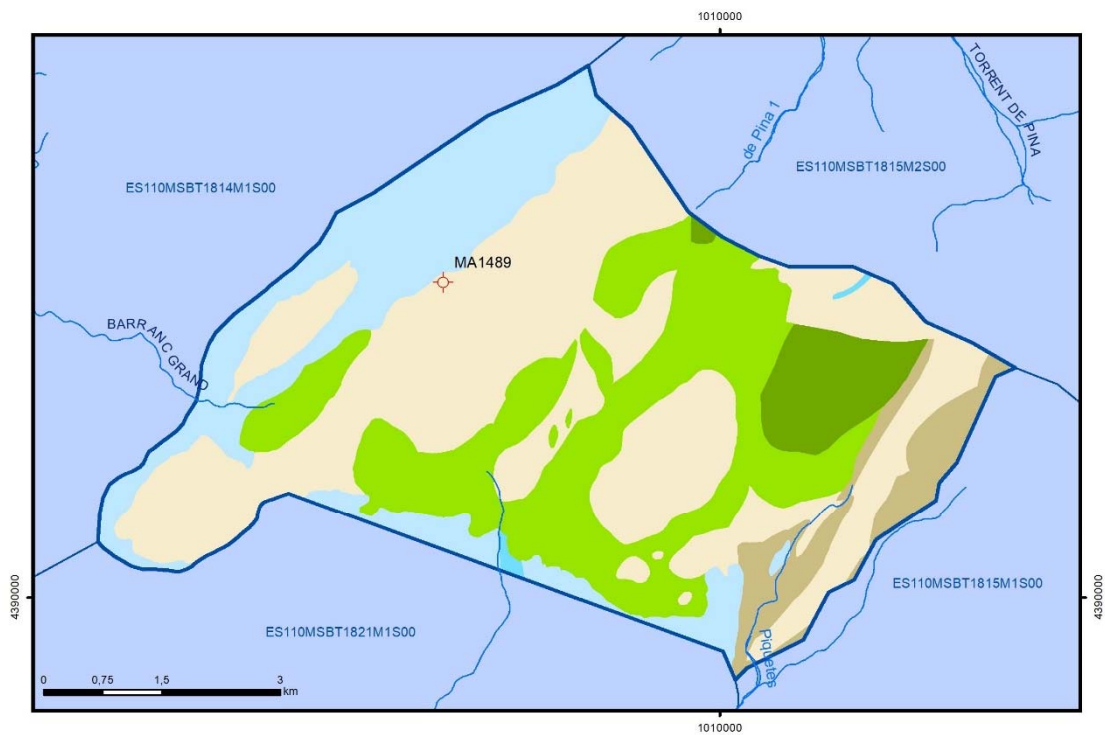 1010000
TORRENT DE PINA
de Pina 1
ES110MSBT1815M2S00
ES110MSBT1814M1S00
MA1489
BARRANC GRAND
4390000
4390000
ES110MSBT1815M1S00
ES110MSBT1821M1S00
Piquetes
0 0,75 1,5 3
km
1010000